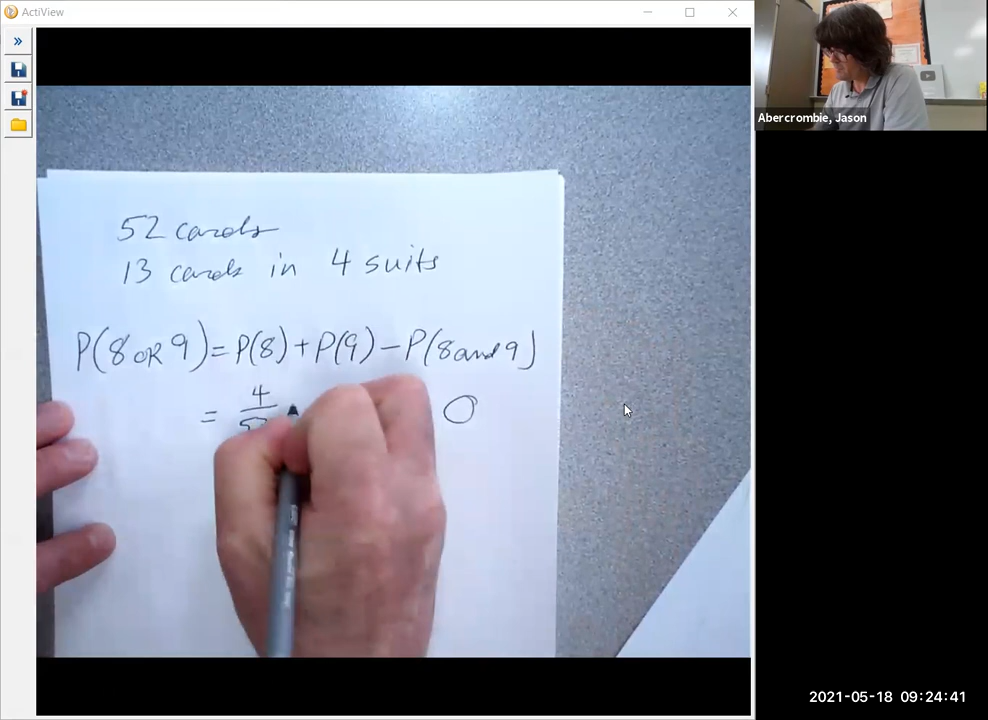 ActiView
»
Abercrombie, Jason
52 cards
13 cards in 4 suits
P(8 OR 9) = P(8) + P(9) − P(8 and 9)
= 4/52 0
2021-05-18 09:24:41